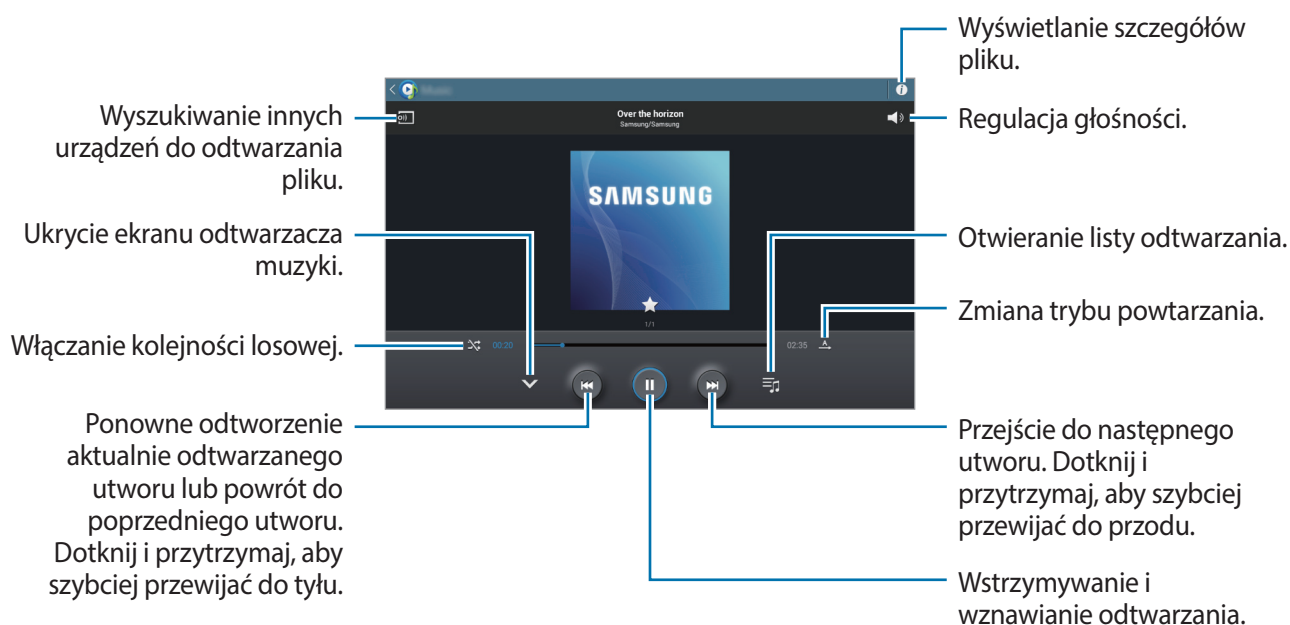 Wyświetlanie szczegółów
pliku.
Wyszukiwanie innych
urządzeń do odtwarzania
pliku.
Regulacja głośności.
Ukrycie ekranu odtwarzacza
muzyki.
Otwieranie listy odtwarzania.
Zmiana trybu powtarzania.
Włączanie kolejności losowej.
Ponowne odtworzenie
aktualnie odtwarzanego
utworu lub powrót do
poprzedniego utworu.
Dotknij i przytrzymaj, aby
szybciej przewijać do tyłu.
Przejście do następnego
utworu. Dotknij i
przytrzymaj, aby szybciej
przewijać do przodu.
Wstrzymywanie i
wznawianie odtwarzania.
Music
Over the horizon
Samsung/Samsung
SAMSUNG
1/1
00:20
02:35
A